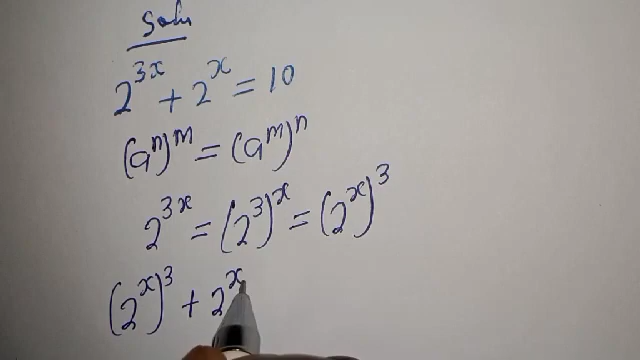 Soln
2^{3x} + 2^x = 10
(a^n)^m = (a^m)^n
2^{3x} = (2^3)^x = (2^x)^3
(2^x)^3 + 2^x